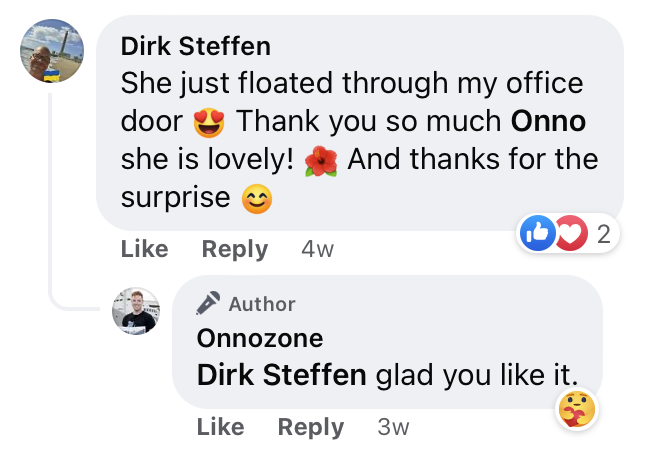 Dirk Steffen
She just floated through my office
door 😍 Thank you so much Onno
she is lovely! 🌺 And thanks for the
surprise 😊
2
Like Reply 4w
Author
Onnozone
Dirk Steffen glad you like it.
Like Reply 3w